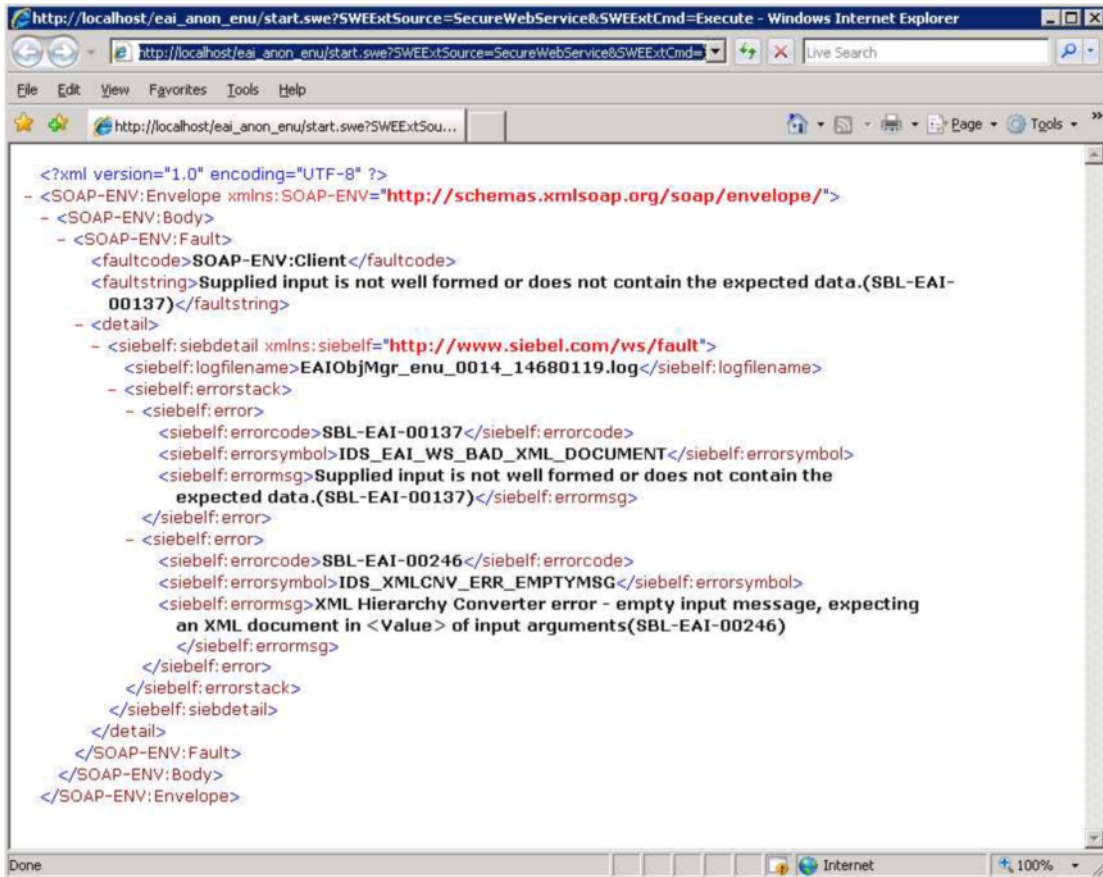 http://localhost/eai_anon_enu/start.swe?SWEExtSource=SecureWebService&SWEExtCmd=Execute - Windows Internet Explorer
http://localhost/eai_anon_enu/start.swe?SWEExtSource=SecureWebService&SWEExtCmd= Live Search
File Edit View Favorites Tools Help
http://localhost/eai_anon_enu/start.swe?SWEExtSou... Page Tools »
<?xml version="1.0" encoding="UTF-8" ?>
- <SOAP-ENV:Envelope xmlns:SOAP-ENV="http://schemas.xmlsoap.org/soap/envelope/">
- <SOAP-ENV:Body>
- <SOAP-ENV:Fault>
<faultcode>SOAP-ENV:Client</faultcode>
<faultstring>Supplied input is not well formed or does not contain the expected data.(SBL-EAI-
00137)</faultstring>
- <detail>
- <siebelf:siebdetail xmlns:siebelf="http://www.siebel.com/ws/fault">
<siebelf:logfilename>EAIObjMgr_enu_0014_14680119.log</siebelf:logfilename>
- <siebelf:errorstack>
- <siebelf:error>
<siebelf:errorcode>SBL-EAI-00137</siebelf:errorcode>
<siebelf:errorsymbol>IDS_EAI_WS_BAD_XML_DOCUMENT</siebelf:errorsymbol>
<siebelf:errormsg>Supplied input is not well formed or does not contain the
expected data.(SBL-EAI-00137)</siebelf:errormsg>
</siebelf:error>
- <siebelf:error>
<siebelf:errorcode>SBL-EAI-00246</siebelf:errorcode>
<siebelf:errorsymbol>IDS_XMLCNV_ERR_EMPTYMSG</siebelf:errorsymbol>
<siebelf:errormsg>XML Hierarchy Converter error - empty input message, expecting
an XML document in <Value> of input arguments(SBL-EAI-00246)
</siebelf:errormsg>
</siebelf:error>
</siebelf:errorstack>
</siebelf:siebdetail>
</detail>
</SOAP-ENV:Fault>
</SOAP-ENV:Body>
</SOAP-ENV:Envelope>
Done Internet 100%